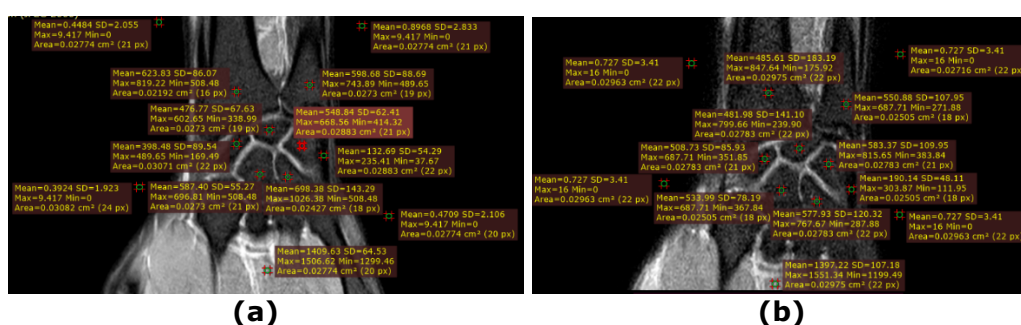 Mean=0.4484 SD=2.055
Max=9.417 Min=0
Area=0.02774 cm² (21 px)
Mean=0.8968 SD=2.833
Max=9.417 Min=0
Area=0.02774 cm² (21 px)
Mean=623.83 SD=86.07
Max=819.22 Min=508.48
Area=0.02192 cm² (16 px)
Mean=598.68 SD=88.69
Max=743.89 Min=489.65
Area=0.0273 cm² (19 px)
Mean=476.77 SD=67.63
Max=602.65 Min=338.99
Area=0.0273 cm² (19 px)
Mean=548.84 SD=62.41
Max=668.56 Min=414.32
Area=0.02883 cm² (21 px)
Mean=398.48 SD=89.54
Max=489.65 Min=169.49
Area=0.03071 cm² (22 px)
Mean=132.69 SD=54.29
Max=235.41 Min=37.67
Area=0.02883 cm² (22 px)
Mean=0.3924 SD=1.923
Max=9.417 Min=0
Area=0.03082 cm² (24 px)
Mean=587.40 SD=55.27
Max=696.81 Min=508.48
Area=0.0273 cm² (21 px)
Mean=698.38 SD=143.29
Max=1026.38 Min=508.48
Area=0.02427 cm² (18 px)
Mean=0.4709 SD=2.106
Max=9.417 Min=0
Area=0.02774 cm² (20 px)
Mean=1409.63 SD=64.53
Max=1506.62 Min=1299.46
Area=0.02774 cm² (20 px)
(a)
Mean=0.727 SD=3.41
Max=16 Min=0
Area=0.02963 cm² (22 px)
Mean=485.61 SD=183.19
Max=847.64 Min=175.92
Area=0.02975 cm² (22 px)
Mean=0.727 SD=3.41
Max=16 Min=0
Area=0.02716 cm² (22 px)
Mean=550.88 SD=107.95
Max=687.71 Min=271.88
Area=0.02505 cm² (18 px)
Mean=481.98 SD=141.10
Max=799.66 Min=239.90
Area=0.02783 cm² (22 px)
Mean=508.73 SD=85.93
Max=687.71 Min=351.85
Area=0.02783 cm² (21 px)
Mean=583.37 SD=109.95
Max=815.65 Min=383.84
Area=0.02783 cm² (21 px)
Mean=0.727 SD=3.41
Max=16 Min=0
Area=0.02963 cm² (22 px)
Mean=190.14 SD=48.11
Max=303.87 Min=111.95
Area=0.02505 cm² (18 px)
Mean=533.99 SD=78.19
Max=687.71 Min=367.84
Area=0.02505 cm² (18 px)
Mean=577.93 SD=120.32
Max=767.67 Min=287.88
Area=0.02783 cm² (22 px)
Mean=0.727 SD=3.41
Max=16 Min=0
Area=0.02963 cm² (22 px)
Mean=1397.22 SD=107.18
Max=1551.34 Min=1199.49
Area=0.02975 cm² (22 px)
(b)